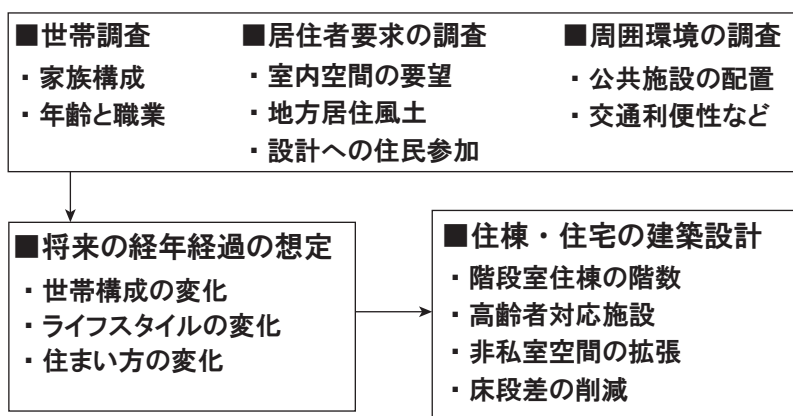 ■世帯調査
・家族構成
・年齢と職業
■居住者要求の調査
・室内空間の要望
・地方居住風土
・設計への住民参加
■周囲環境の調査
・公共施設の配置
・交通利便性など
■将来の経年経過の想定
・世帯構成の変化
・ライフスタイルの変化
・住まい方の変化
■住棟・住宅の建築設計
・階段室住棟の階数
・高齢者対応施設
・非私室空間の拡張
・床段差の削減